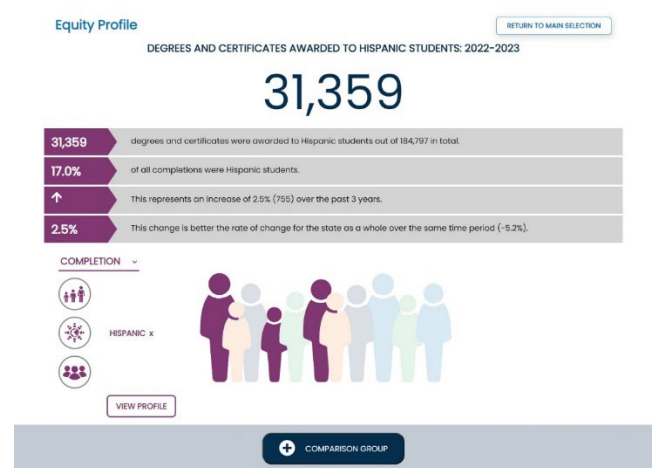 Equity Profile
RETURN TO MAIN SELECTION
DEGREES AND CERTIFICATES AWARDED TO HISPANIC STUDENTS: 2022-2023
31,359
31,359 degrees and certificates were awarded to Hispanic students out of 184,797 in total.
17.0% of all completions were Hispanic students.
↑ This represents an increase of 2.5% (755) over the past 3 years.
2.5% This change is better the rate of change for the state as a whole over the same time period (-5.2%).
COMPLETION
HISPANIC x
VIEW PROFILE
COMPARISON GROUP